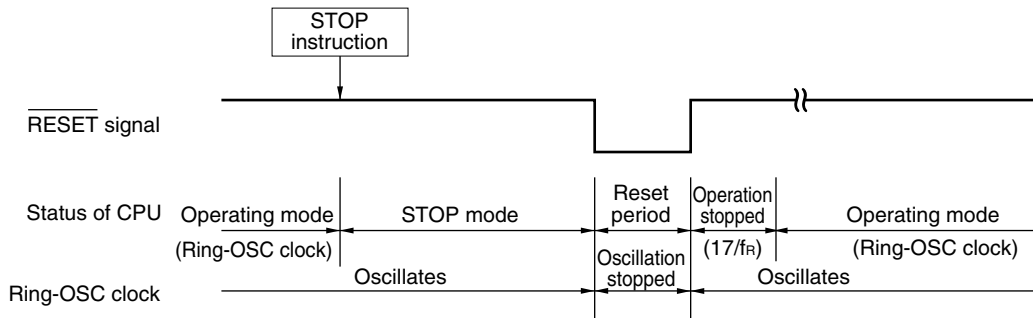 STOP
instruction
RESET signal
Status of CPU
Operating mode
(Ring-OSC clock)
STOP mode
Reset
period
Operation
stopped
(17/fR)
Operating mode
(Ring-OSC clock)
Ring-OSC clock
Oscillates
Oscillation
stopped
Oscillates